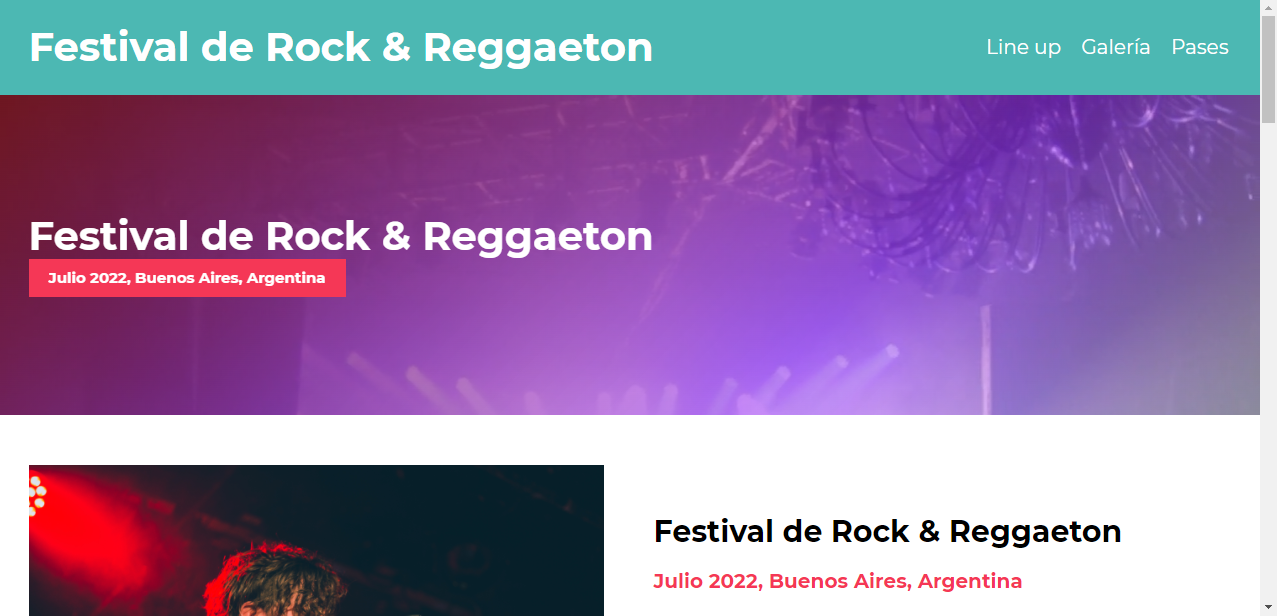 Festival de Rock & Reggaeton
Line up Galería Pases
Festival de Rock & Reggaeton
Julio 2022, Buenos Aires, Argentina
Festival de Rock & Reggaeton
Julio 2022, Buenos Aires, Argentina